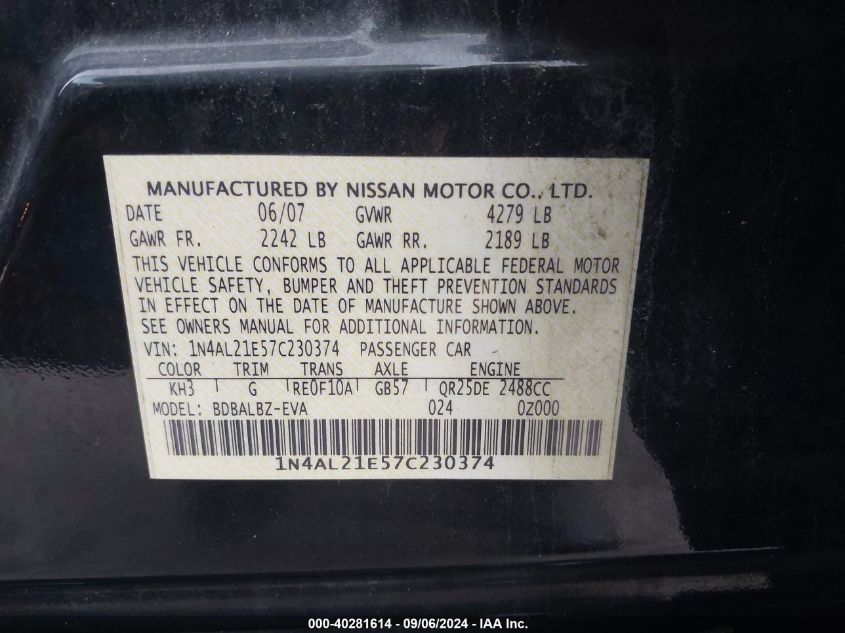 MANUFACTURED BY NISSAN MOTOR CO., LTD.
DATE 06/07 GVWR 4279 LB
GAWR FR. 2242 LB GAWR RR. 2189 LB
THIS VEHICLE CONFORMS TO ALL APPLICABLE FEDERAL MOTOR
VEHICLE SAFETY, BUMPER AND THEFT PREVENTION STANDARDS
IN EFFECT ON THE DATE OF MANUFACTURE SHOWN ABOVE.
SEE OWNERS MANUAL FOR ADDITIONAL INFORMATION.
VIN: 1N4AL21E57C230374 PASSENGER CAR
COLOR TRIM TRANS AXLE ENGINE
KH3 G RE0F10A GB57 QR25DE 2488CC
MODEL: BDBALBZ-EVA 024 0Z000
1N4AL21E57C230374
000-40281614 - 09/06/2024 - IAA Inc.